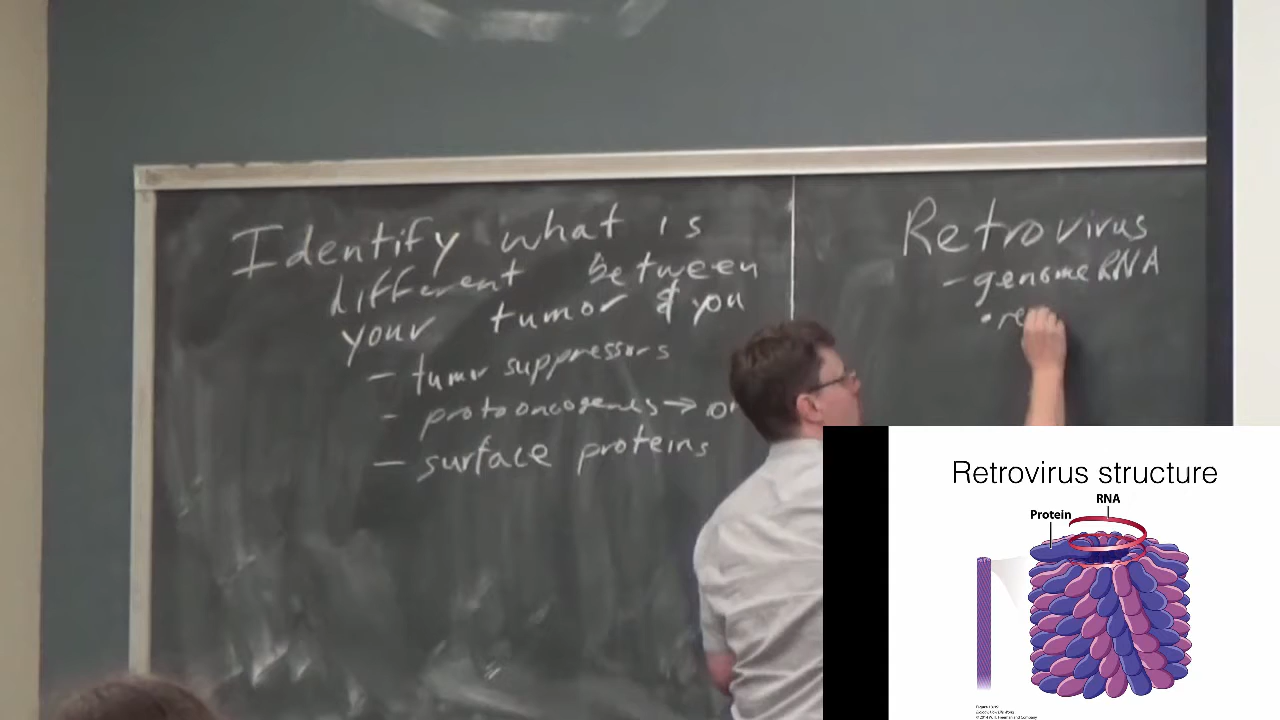 Identify what is
different between
your tumor & you
- tumor suppressors
- protooncogenes →
- surface proteins
Retrovirus
- genome RNA
Retrovirus structure
RNA
Protein